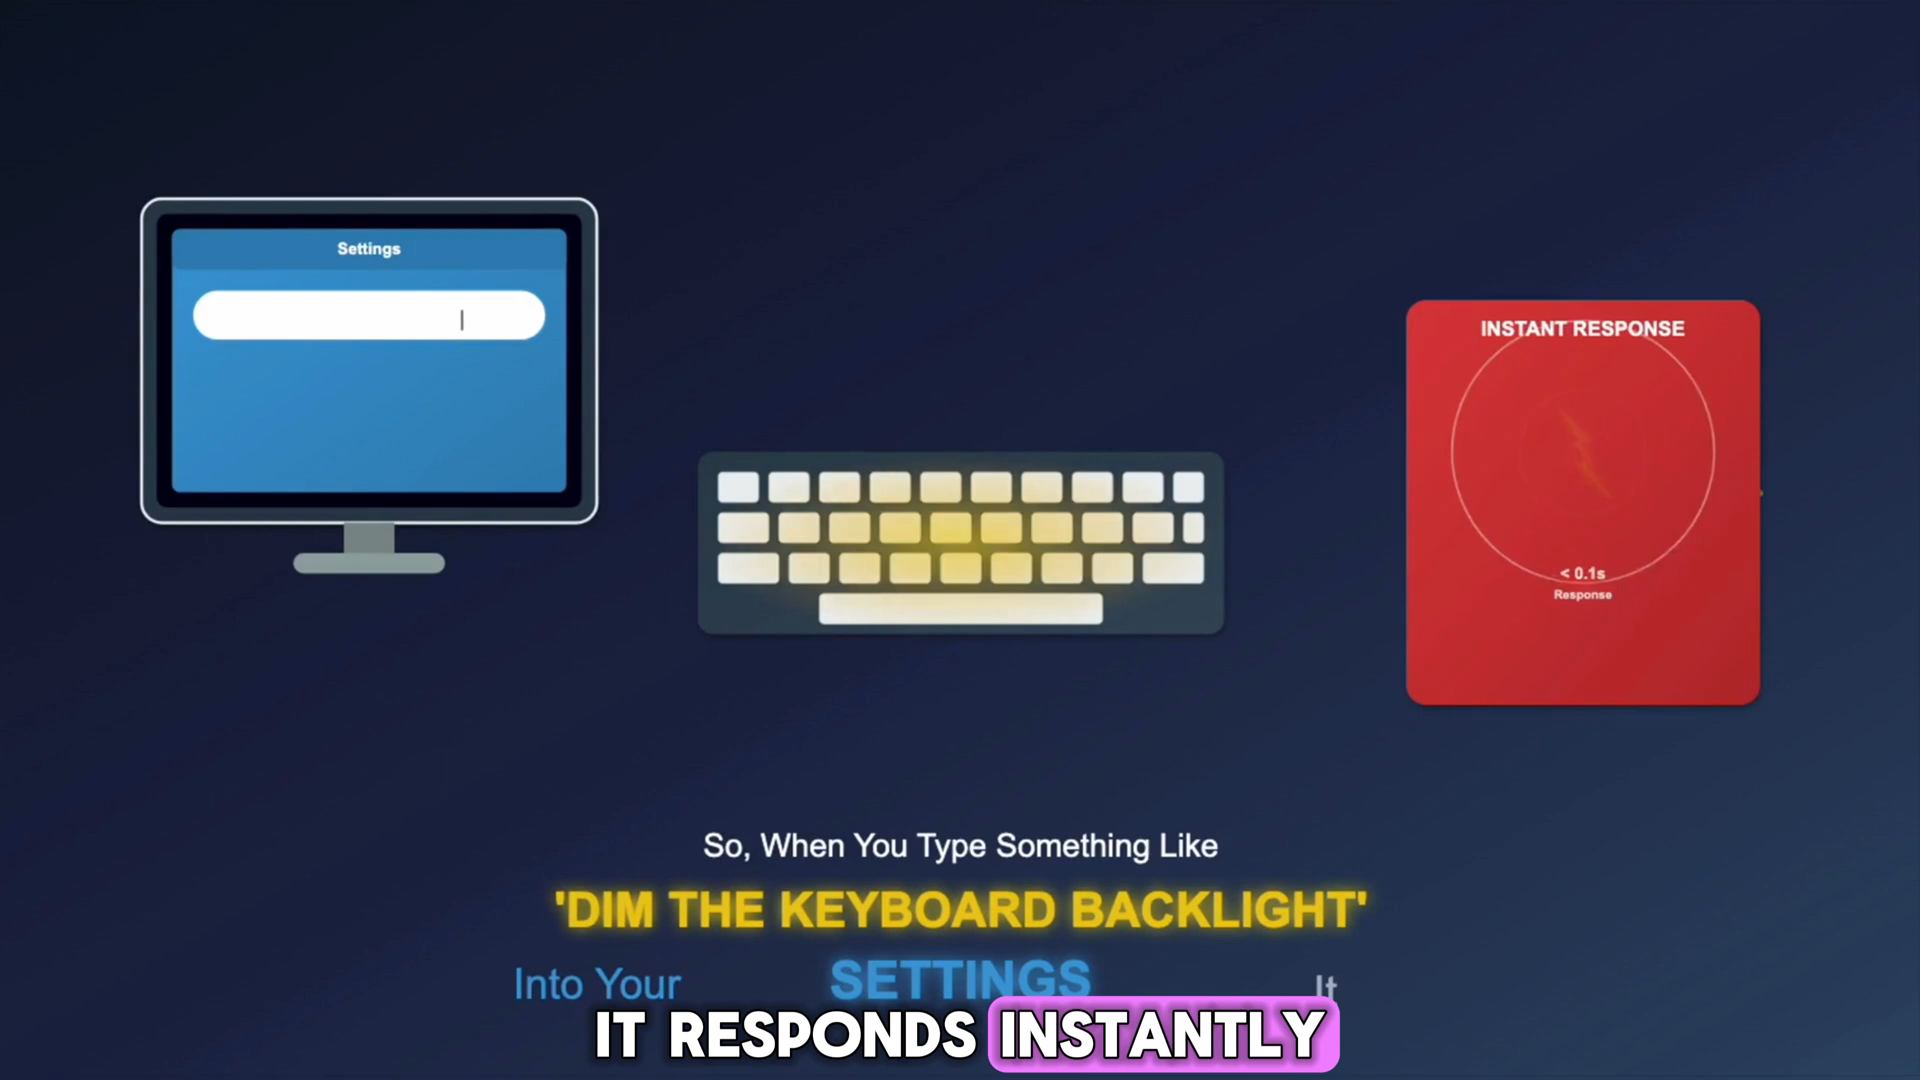 Settings
INSTANT RESPONSE
< 0.1s
Response
So, When You Type Something Like
'DIM THE KEYBOARD BACKLIGHT'
Into Your SETTINGS It
IT RESPONDS INSTANTLY